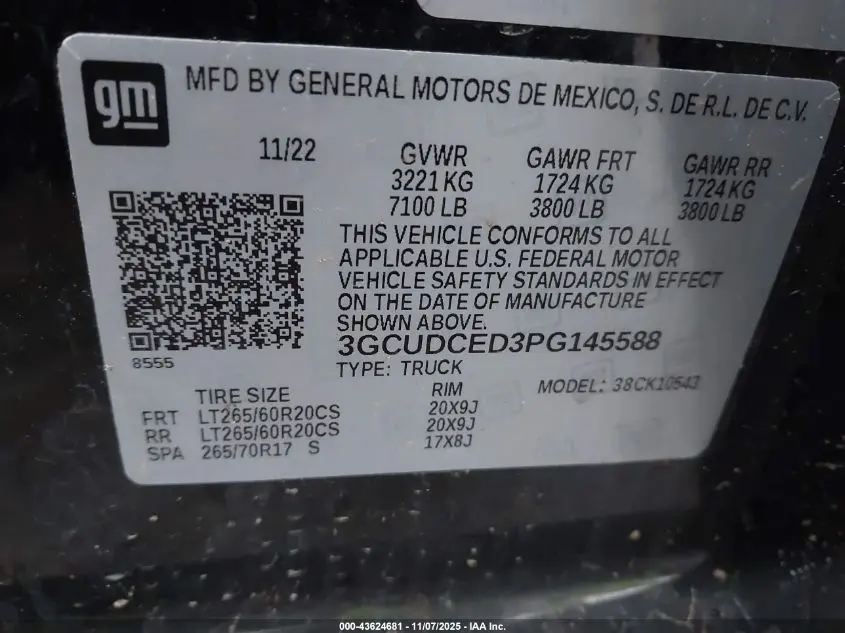 gm
MFD BY GENERAL MOTORS DE MEXICO, S. DE R.L. DE C.V.
11/22
GVWR GAWR FRT GAWR RR
3221 KG 1724 KG 1724 KG
7100 LB 3800 LB 3800 LB
THIS VEHICLE CONFORMS TO ALL
APPLICABLE U.S. FEDERAL MOTOR
VEHICLE SAFETY STANDARDS IN EFFECT
ON THE DATE OF MANUFACTURE
SHOWN ABOVE.
3GCUDCED3PG145588
8555
TYPE: TRUCK
MODEL: 38CK10543
TIRE SIZE RIM
FRT LT265/60R20CS 20X9J
RR LT265/60R20CS 20X9J
SPA 265/70R17 S 17X8J
000-43624681 - 11/07/2025 - IAA Inc.